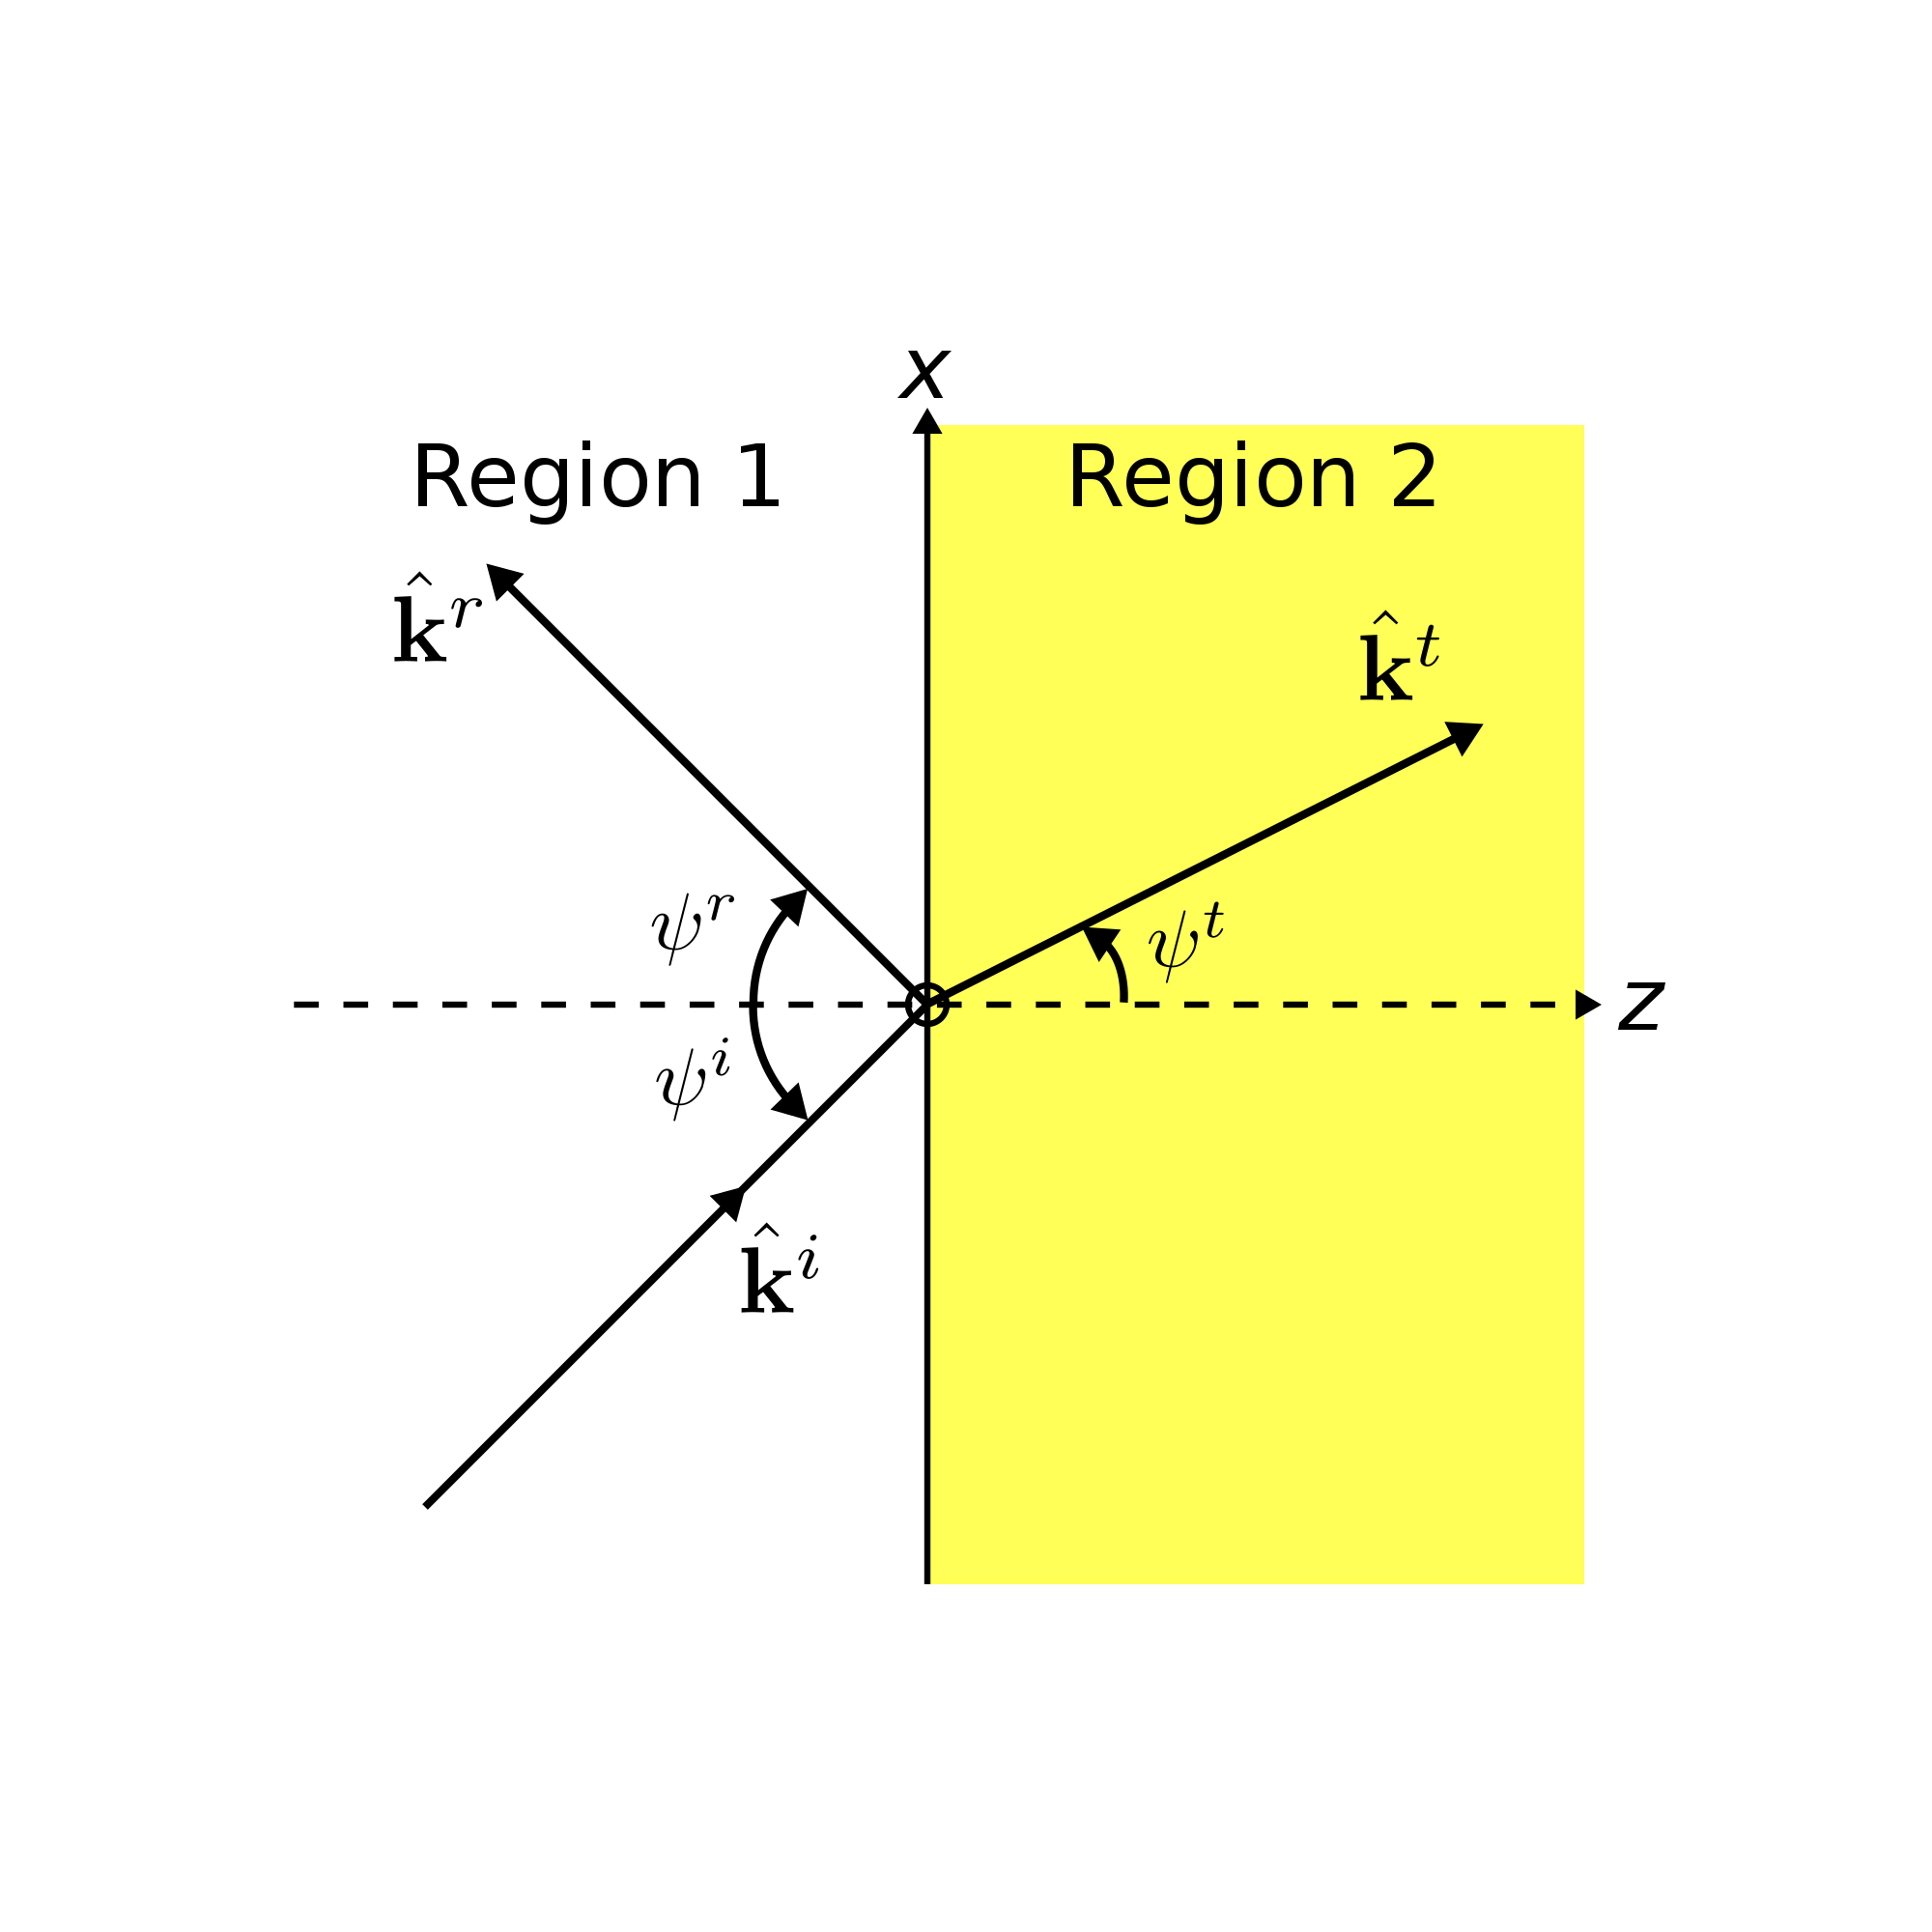 x
Region 1
Region 2
k̂ʳ
k̂ᵗ
ψʳ
ψᵗ
z
ψⁱ
k̂ⁱ